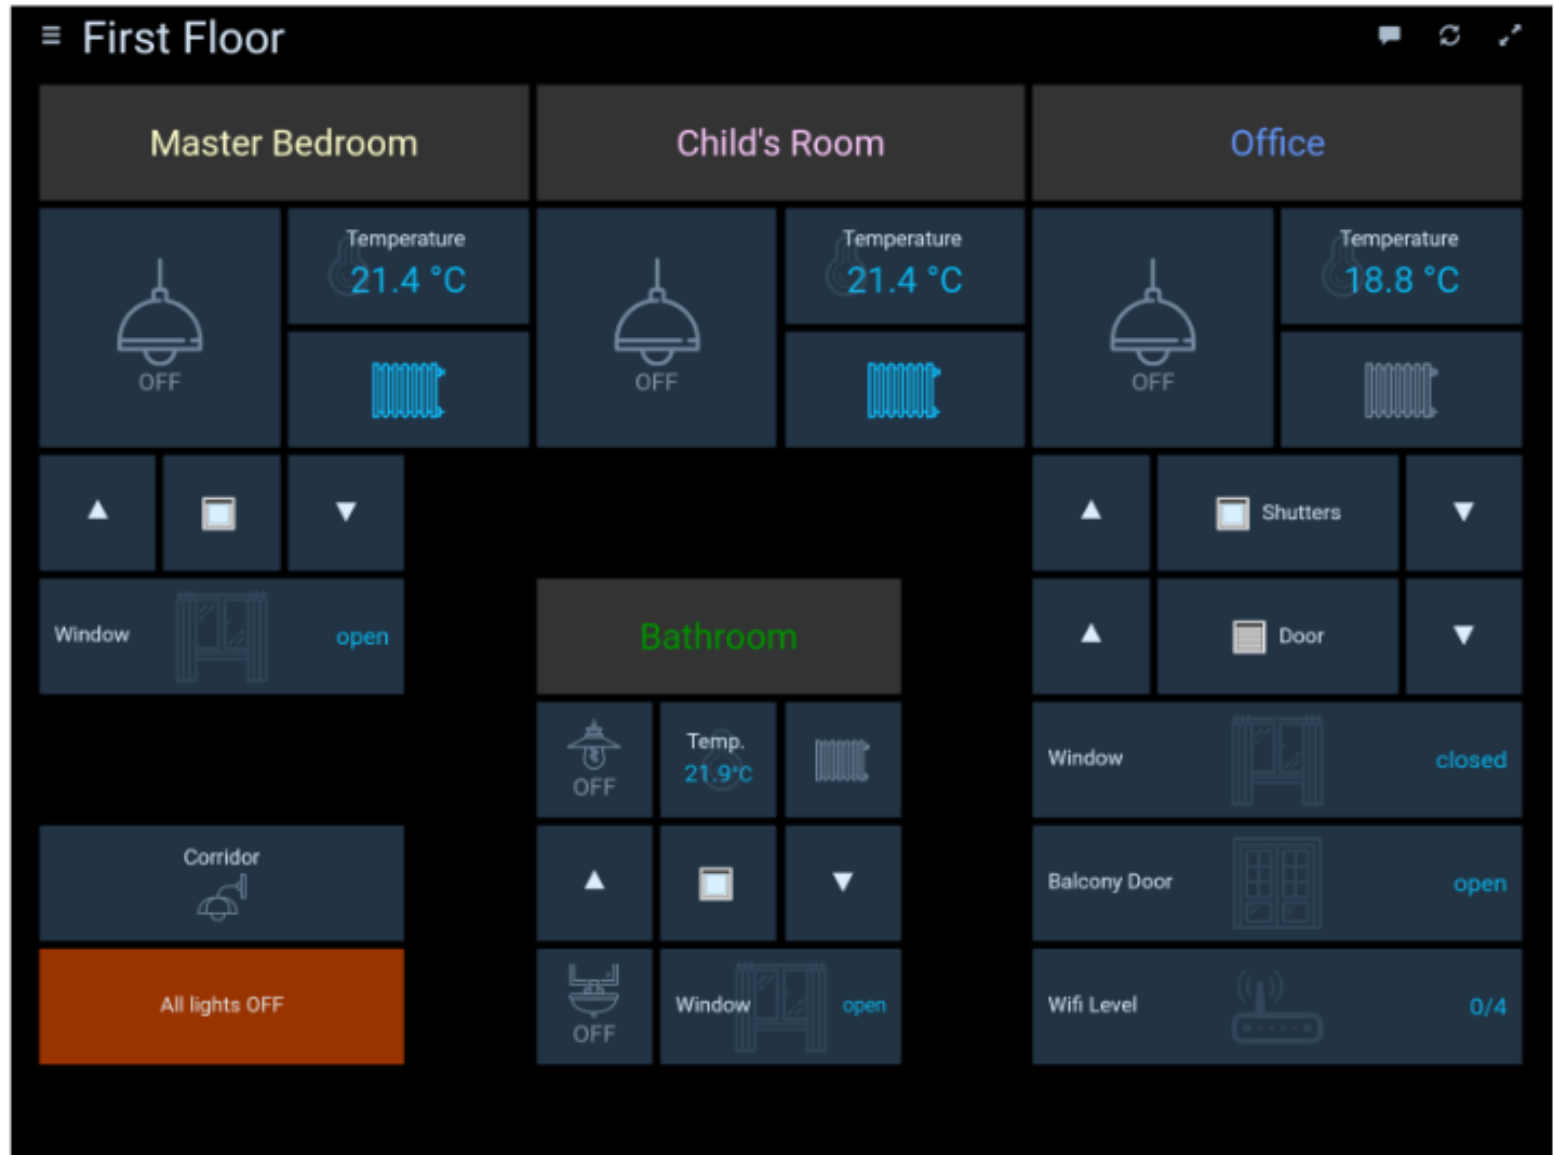 First Floor
Master Bedroom
Child's Room
Office
OFF
Temperature
21.4 °C
OFF
Temperature
21.4 °C
OFF
Temperature
18.8 °C
Shutters
Window
open
Bathroom
Door
OFF
Temp.
21.9°C
Window
closed
Corridor
Balcony Door
open
All lights OFF
OFF
Window
open
Wifi Level
0/4